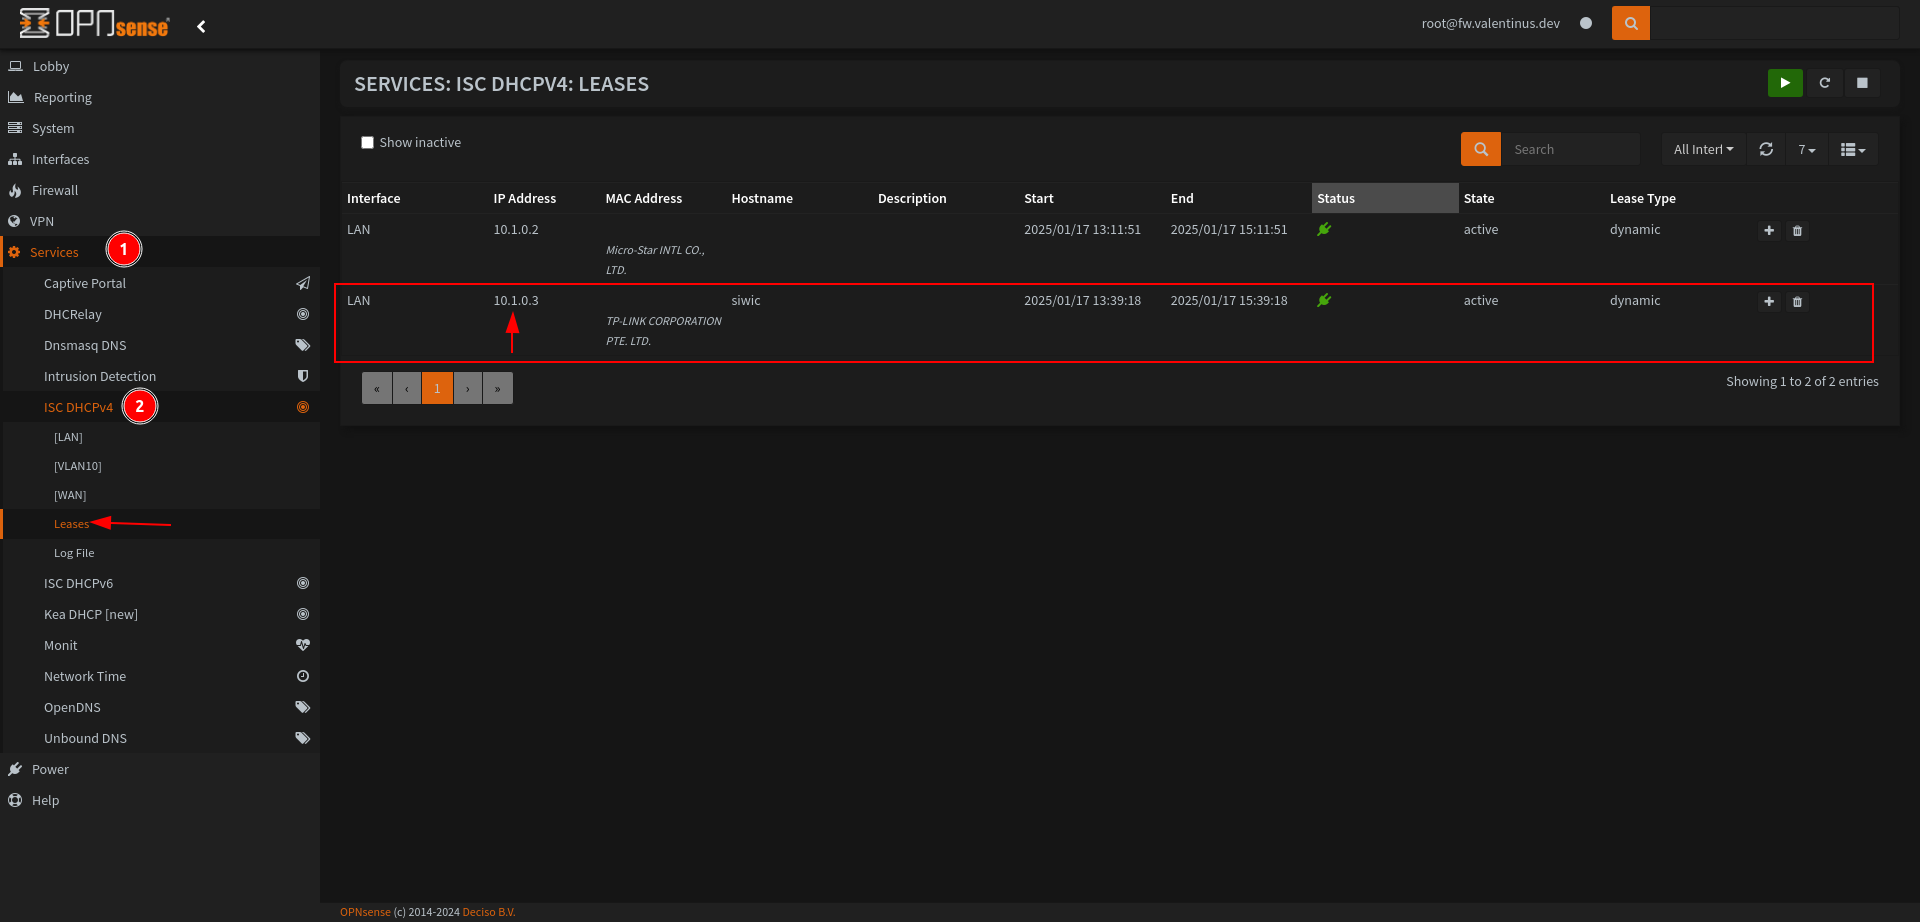 OPNsense
root@fw.valentinus.dev
Lobby
Reporting
System
Interfaces
Firewall
VPN
Services
1
Captive Portal
DHCRelay
Dnsmasq DNS
Intrusion Detection
ISC DHCPv4
2
[LAN]
[VLAN10]
[WAN]
Leases
Log File
ISC DHCPv6
Kea DHCP [new]
Monit
Network Time
OpenDNS
Unbound DNS
Power
Help
SERVICES: ISC DHCPV4: LEASES
Show inactive
Search
All Interf
7
Interface IP Address MAC Address Hostname Description Start End Status State Lease Type
LAN 10.1.0.2 2025/01/17 13:11:51 2025/01/17 15:11:51 active dynamic
Micro-Star INTL CO.,
LTD.
LAN 10.1.0.3 siwic 2025/01/17 13:39:18 2025/01/17 15:39:18 active dynamic
TP-LINK CORPORATION
PTE. LTD.
« ‹ 1 › »
Showing 1 to 2 of 2 entries
OPNsense (c) 2014-2024 Deciso B.V.